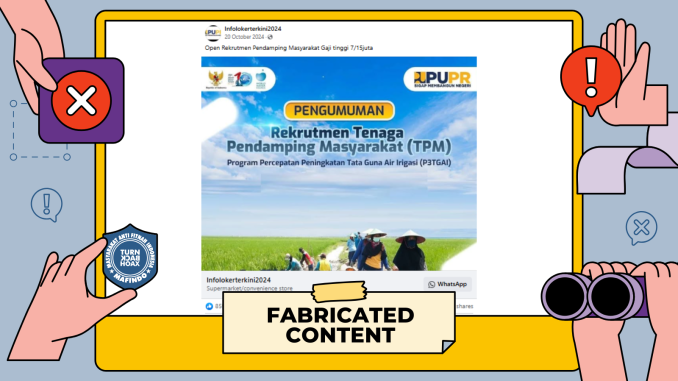 Infolokerterkini2024
20 October 2024
Open Rekrutmen Pendamping Masyarakat Gaji tinggi 7/15juta
PUPR
SIGAP MEMBANGUN NEGERI
PENGUMUMAN
Rekrutmen Tenaga
Pendamping Masyarakat (TPM)
Program Percepatan Peningkatan Tata Guna Air Irigasi (P3TGAI)
MASYARAKAT ANTI FITNAH INDONESIA
TURN
BACK
HOAX
MAFINDO
Infolokerterkini2024
Supermarket/convenience store
WhatsApp
shares
FABRICATED
CONTENT